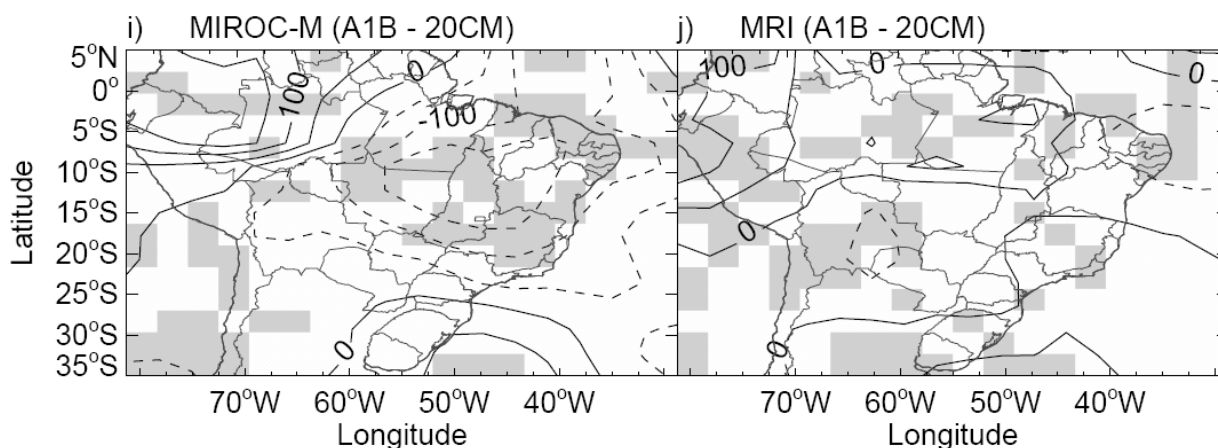 i) MIROC-M (A1B - 20CM)
j) MRI (A1B - 20CM)
5°N
0°
5°S
10°S
15°S
20°S
25°S
30°S
35°S
Latitude
100
0
-100
0
100
0
0
0
0
70°W 60°W 50°W 40°W
70°W 60°W 50°W 40°W
Longitude
Longitude